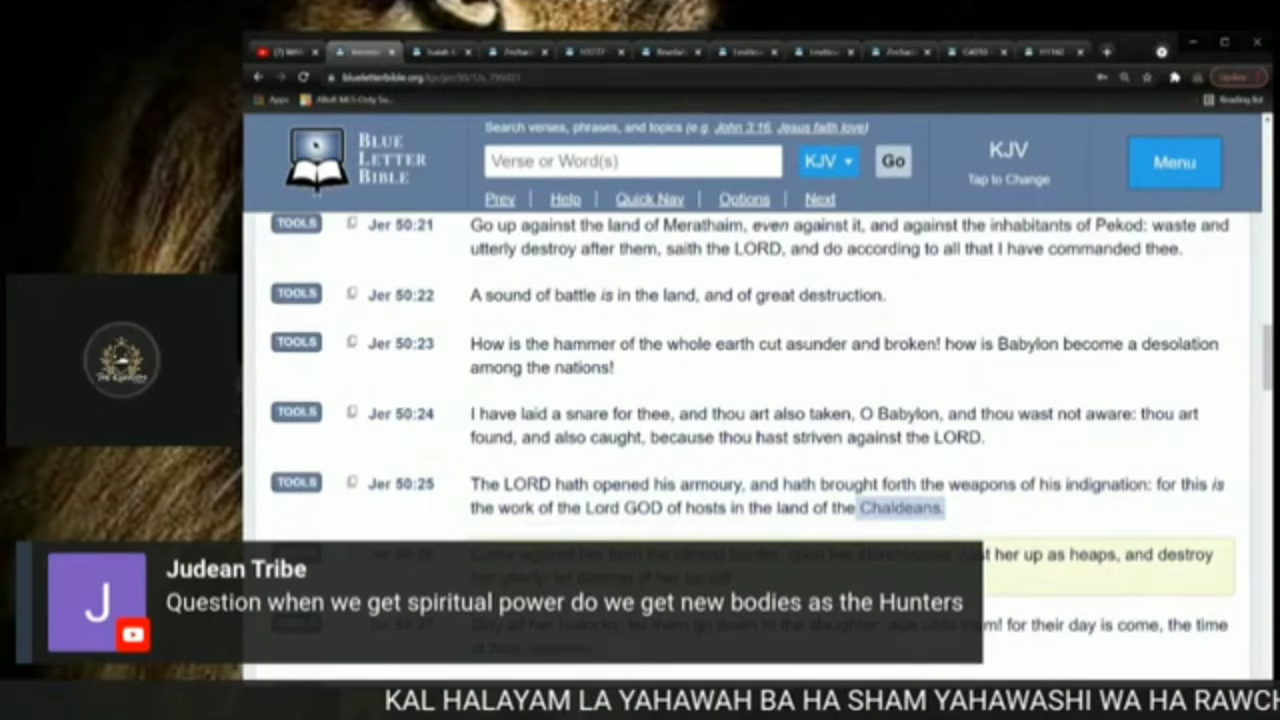 blueletterbible.org
Apps
Reading list
BLUE
LETTER
BIBLE
Search verses, phrases, and topics (e.g. John 3:16, Jesus faith love)
Verse or Word(s)
KJV
Go
KJV
Tap to Change
Menu
Prev | Help | Quick Nav | Options | Next
TOOLS Jer 50:21 Go up against the land of Merathaim, even against it, and against the inhabitants of Pekod: waste and
utterly destroy after them, saith the LORD, and do according to all that I have commanded thee.
TOOLS Jer 50:22 A sound of battle is in the land, and of great destruction.
TOOLS Jer 50:23 How is the hammer of the whole earth cut asunder and broken! how is Babylon become a desolation
among the nations!
TOOLS Jer 50:24 I have laid a snare for thee, and thou art also taken, O Babylon, and thou wast not aware: thou art
found, and also caught, because thou hast striven against the LORD.
TOOLS Jer 50:25 The LORD hath opened his armoury, and hath brought forth the weapons of his indignation: for this is
the work of the Lord GOD of hosts in the land of the Chaldeans.
her up as heaps, and destroy
for their day is come, the time
J
Judean Tribe
Question when we get spiritual power do we get new bodies as the Hunters
KAL HALAYAM LA YAHAWAH BA HA SHAM YAHAWASHI WA HA RAWCH